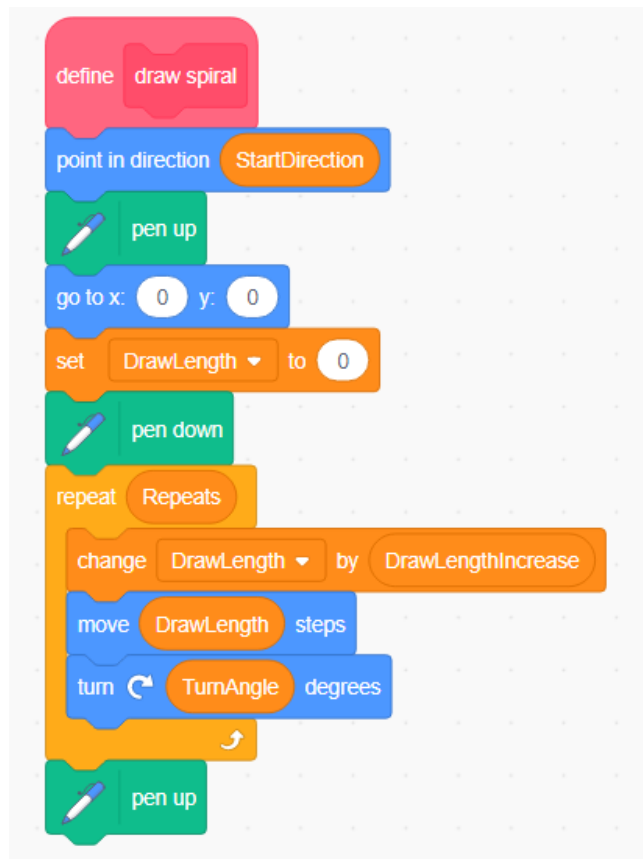 define draw spiral
point in direction StartDirection
pen up
go to x: 0 y: 0
set DrawLength to 0
pen down
repeat Repeats
change DrawLength by DrawLengthIncrease
move DrawLength steps
turn TurnAngle degrees
pen up